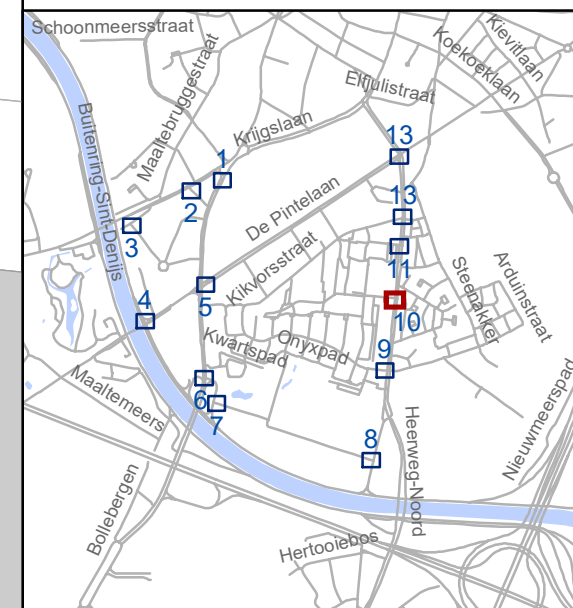 Schoonmeersstraat
Kievitlaan
Koekoeklaan
Maaltebruggestraat
Elfjulistraat
Buitenring-Sint-Denijs
Krijgslaan
13
1
2
De Pintelaan
13
3
Kikvorsstraat
11
Steenakker
Arduinstraat
4
5
10
Kwartspad
Onyxpad
9
Maaltemeers
6
7
Heerweg-Noord
Nieuwmeerspad
8
Bollebergen
Hertooiebos